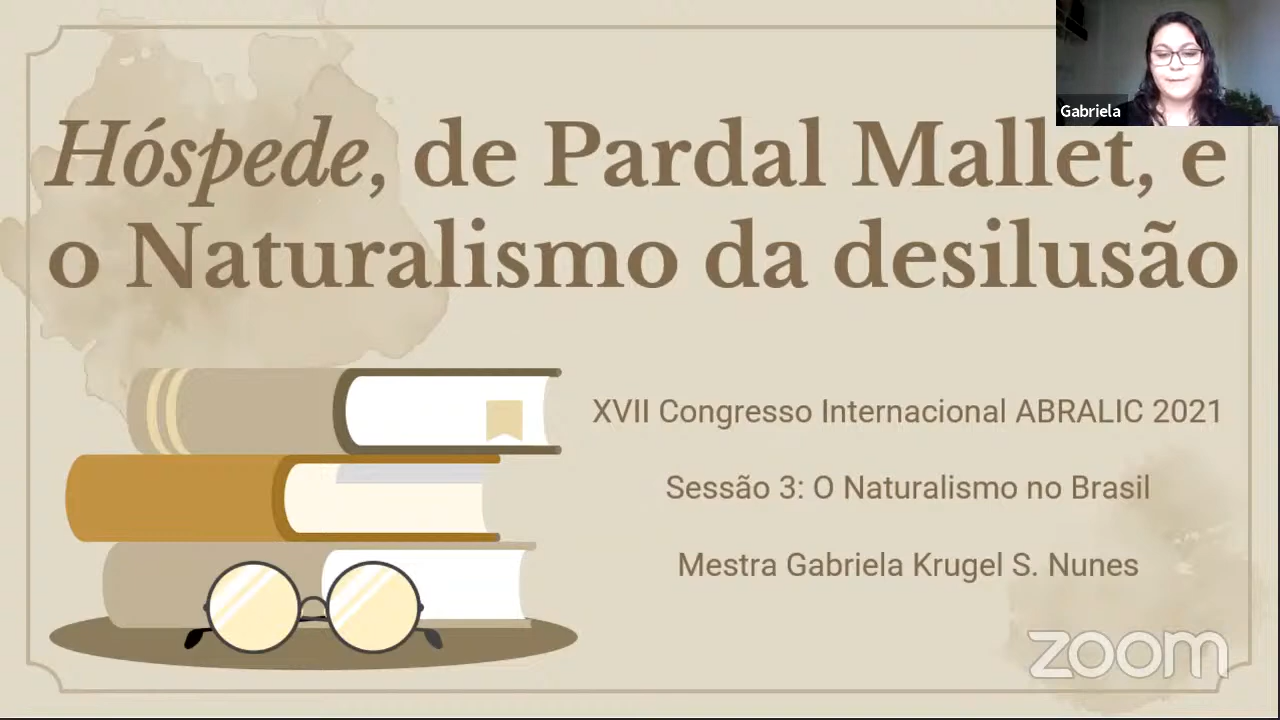 Hóspede, de Pardal Mallet, e
o Naturalismo da desilusão
Gabriela
XVII Congresso Internacional ABRALIC 2021
Sessão 3: O Naturalismo no Brasil
Mestra Gabriela Krugel S. Nunes
zoom